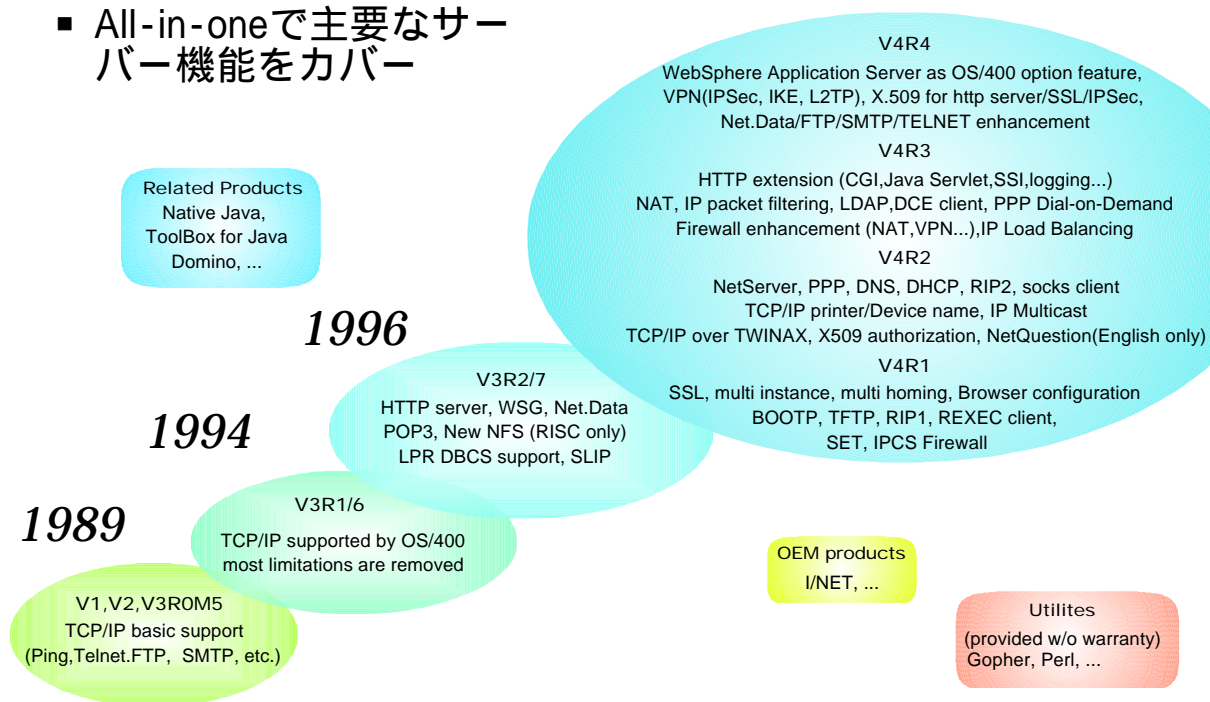 ▪ All-in-oneで主要なサー
バー機能をカバー
V4R4
WebSphere Application Server as OS/400 option feature,
VPN(IPSec, IKE, L2TP), X.509 for http server/SSL/IPSec,
Net.Data/FTP/SMTP/TELNET enhancement
V4R3
HTTP extension (CGI,Java Servlet,SSI,logging...)
NAT, IP packet filtering, LDAP,DCE client, PPP Dial-on-Demand
Firewall enhancement (NAT,VPN...),IP Load Balancing
V4R2
NetServer, PPP, DNS, DHCP, RIP2, socks client
TCP/IP printer/Device name, IP Multicast
TCP/IP over TWINAX, X509 authorization, NetQuestion(English only)
V4R1
SSL, multi instance, multi homing, Browser configuration
BOOTP, TFTP, RIP1, REXEC client,
SET, IPCS Firewall
Related Products
Native Java,
ToolBox for Java
Domino, ...
1996
V3R2/7
HTTP server, WSG, Net.Data
POP3, New NFS (RISC only)
LPR DBCS support, SLIP
1994
V3R1/6
TCP/IP supported by OS/400
most limitations are removed
1989
V1,V2,V3R0M5
TCP/IP basic support
(Ping,Telnet.FTP, SMTP, etc.)
OEM products
I/NET, ...
Utilites
(provided w/o warranty)
Gopher, Perl, ...